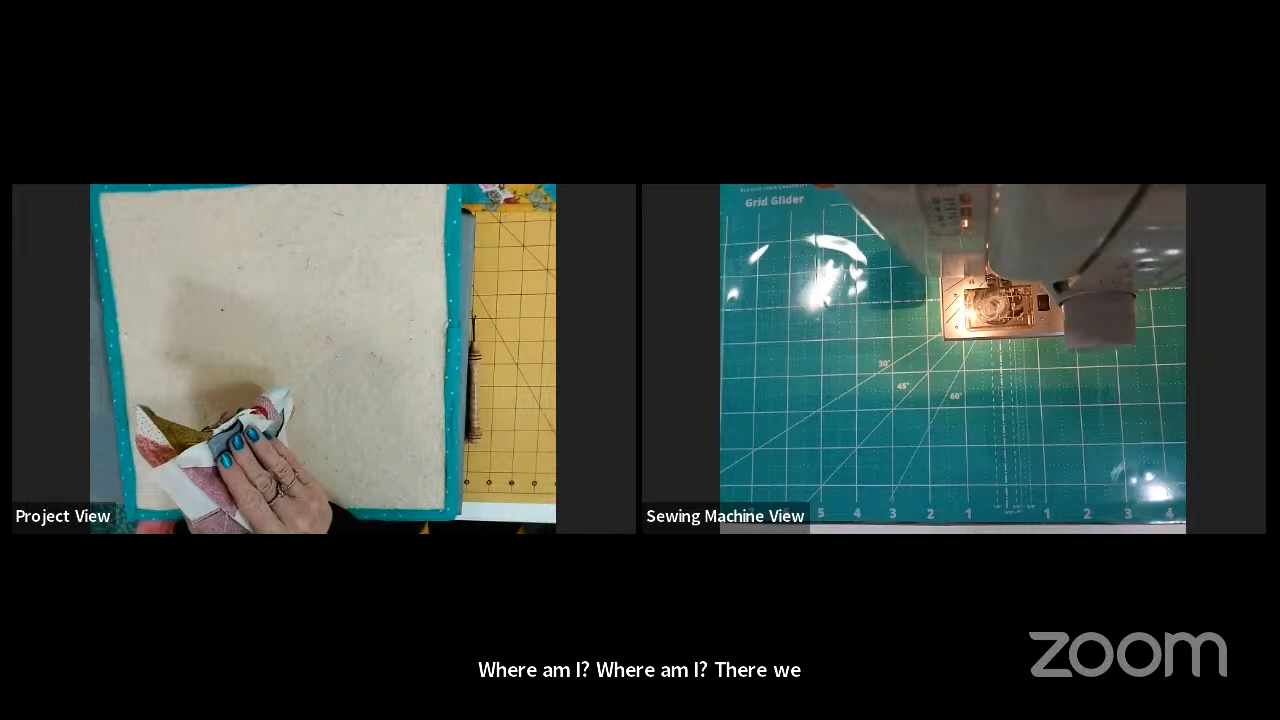 Grid Glider
30°
45°
60°
5 4 3 2 1 1 2 3 4
Project View
Sewing Machine View
Where am I? Where am I? There we
zoom